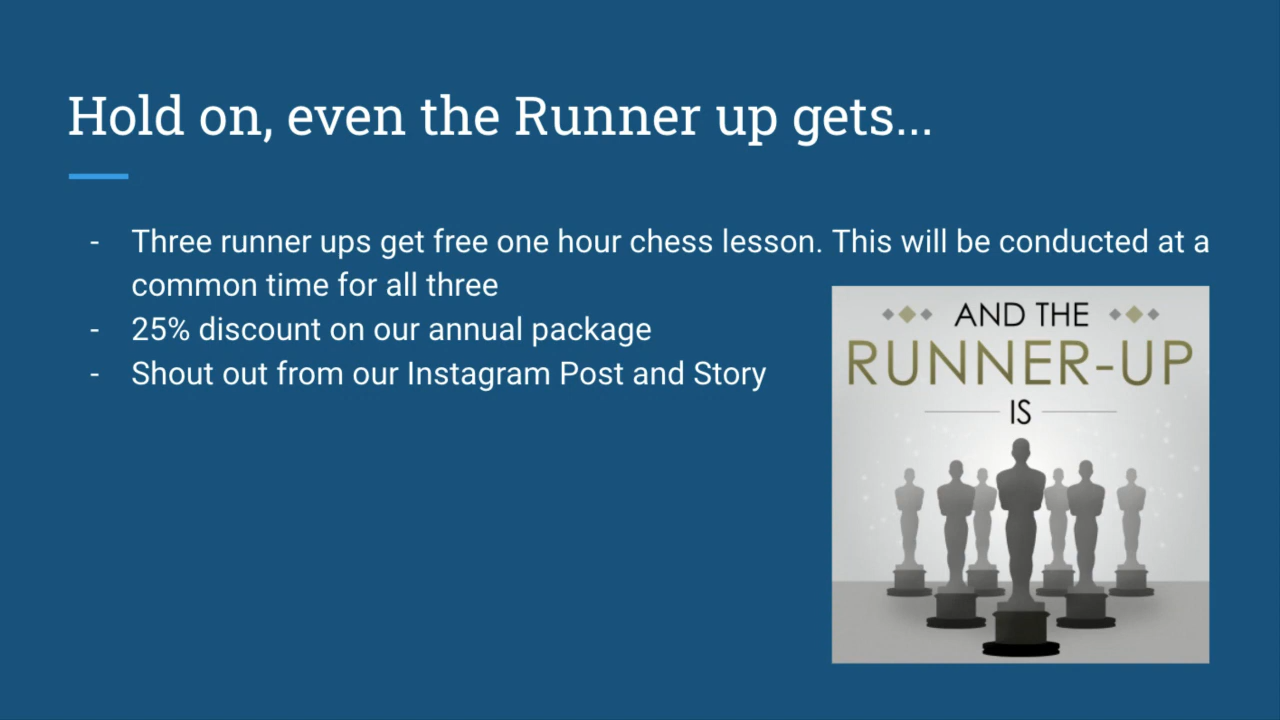 Hold on, even the Runner up gets...
- Three runner ups get free one hour chess lesson. This will be conducted at a
common time for all three
- 25% discount on our annual package
- Shout out from our Instagram Post and Story
AND THE
RUNNER-UP
IS